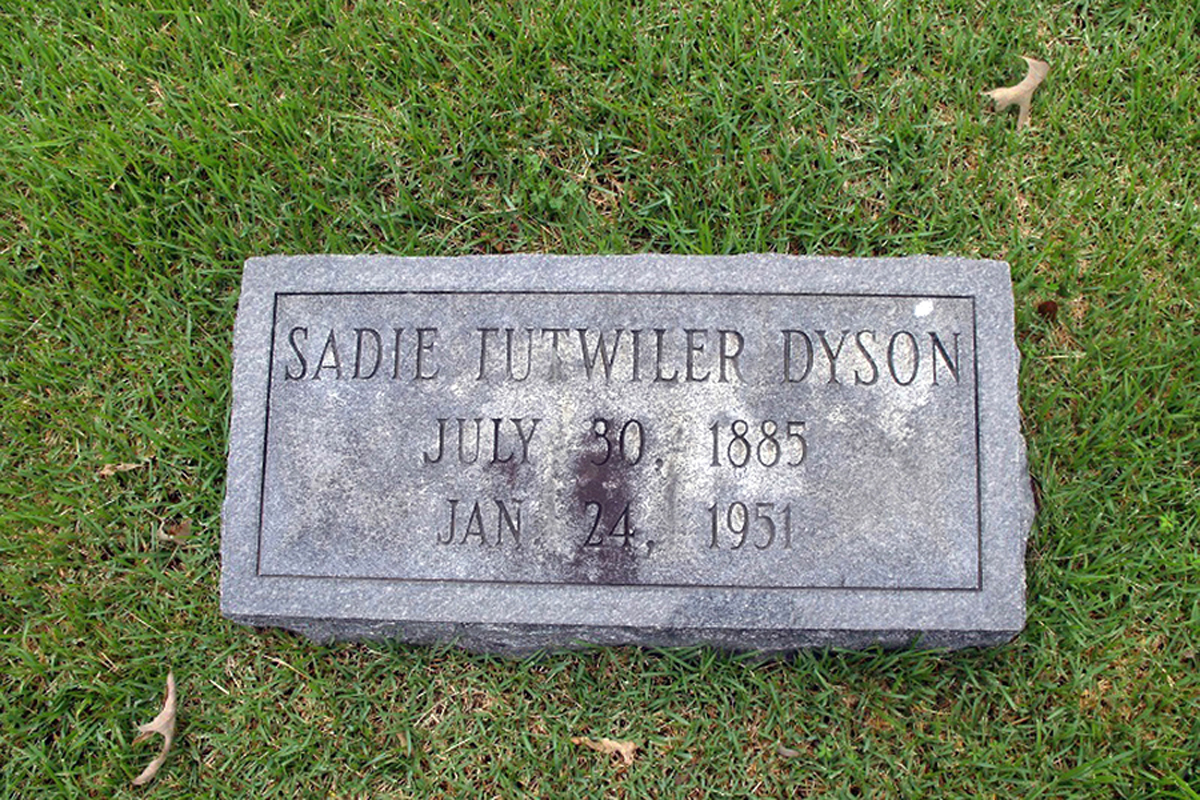 SADIE TUTWILER DYSON
JULY 30, 1885
JAN. 24, 1951